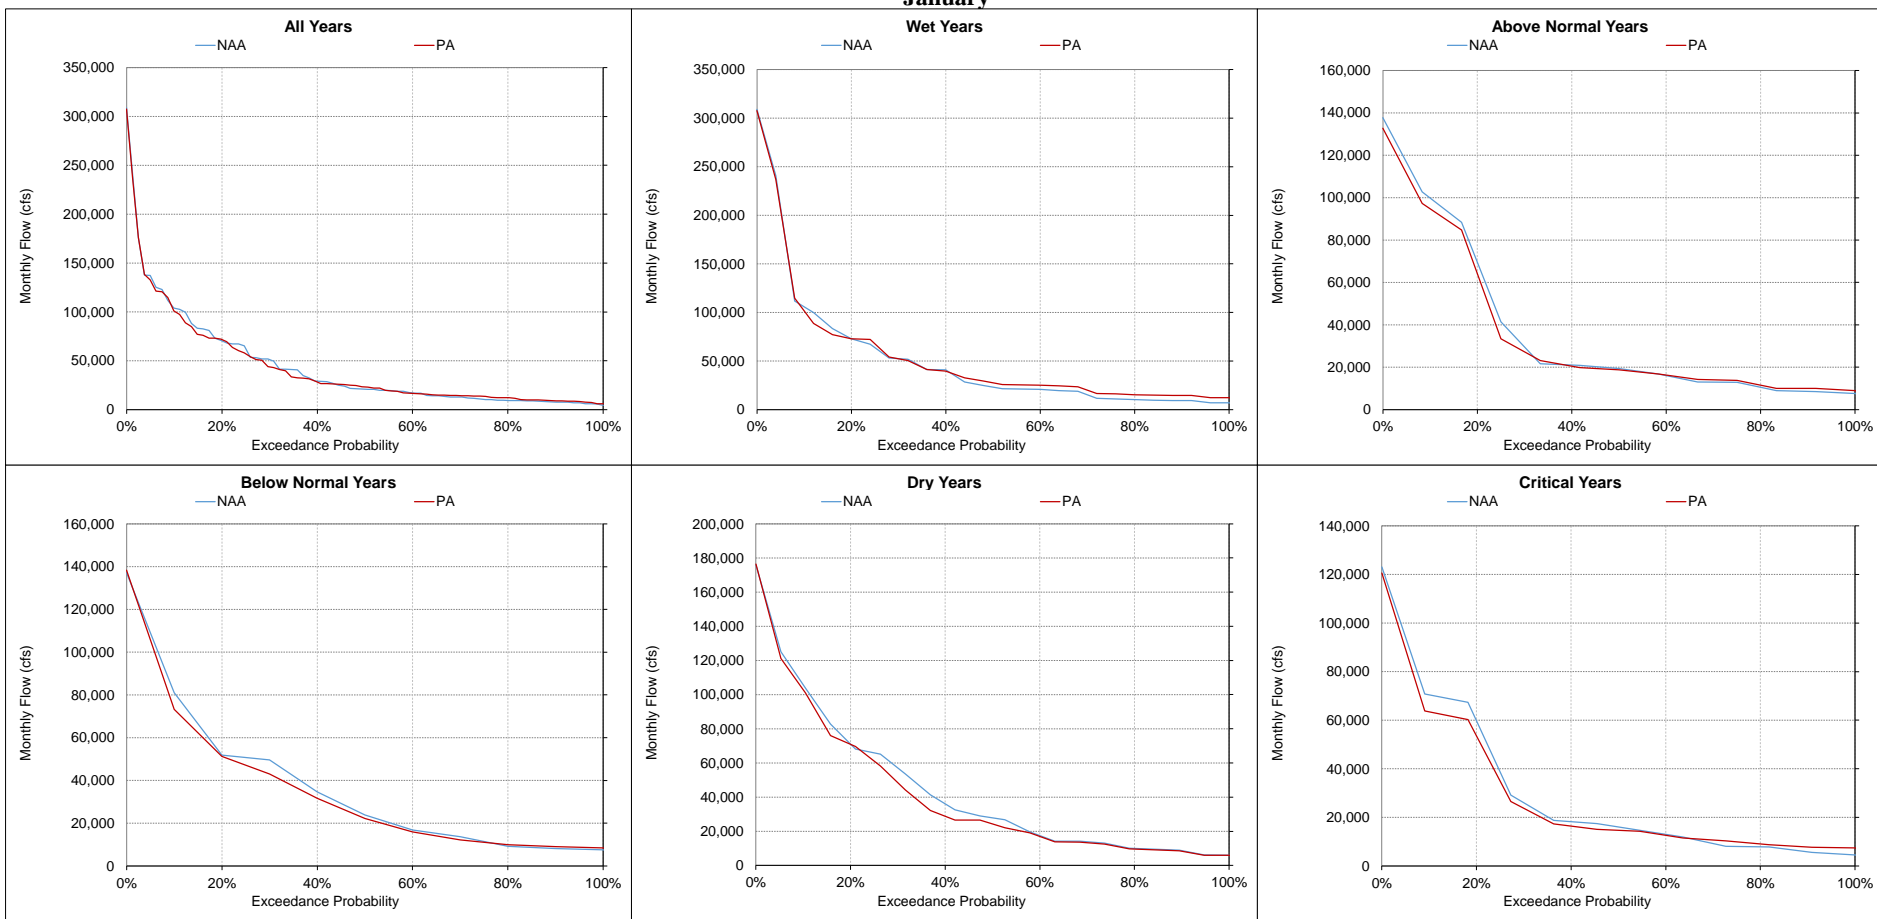 January
All Years
NAA PA
350,000
300,000
250,000
200,000
150,000
100,000
50,000
0
0% 20% 40% 60% 80% 100%
Monthly Flow (cfs)
Exceedance Probability
Wet Years
NAA PA
350,000
300,000
250,000
200,000
150,000
100,000
50,000
0
0% 20% 40% 60% 80% 100%
Monthly Flow (cfs)
Exceedance Probability
Above Normal Years
NAA PA
160,000
140,000
120,000
100,000
80,000
60,000
40,000
20,000
0
0% 20% 40% 60% 80% 100%
Monthly Flow (cfs)
Exceedance Probability
Below Normal Years
NAA PA
160,000
140,000
120,000
100,000
80,000
60,000
40,000
20,000
0
0% 20% 40% 60% 80% 100%
Monthly Flow (cfs)
Exceedance Probability
Dry Years
NAA PA
200,000
180,000
160,000
140,000
120,000
100,000
80,000
60,000
40,000
20,000
0
0% 20% 40% 60% 80% 100%
Monthly Flow (cfs)
Exceedance Probability
Critical Years
NAA PA
140,000
120,000
100,000
80,000
60,000
40,000
20,000
0
0% 20% 40% 60% 80% 100%
Monthly Flow (cfs)
Exceedance Probability